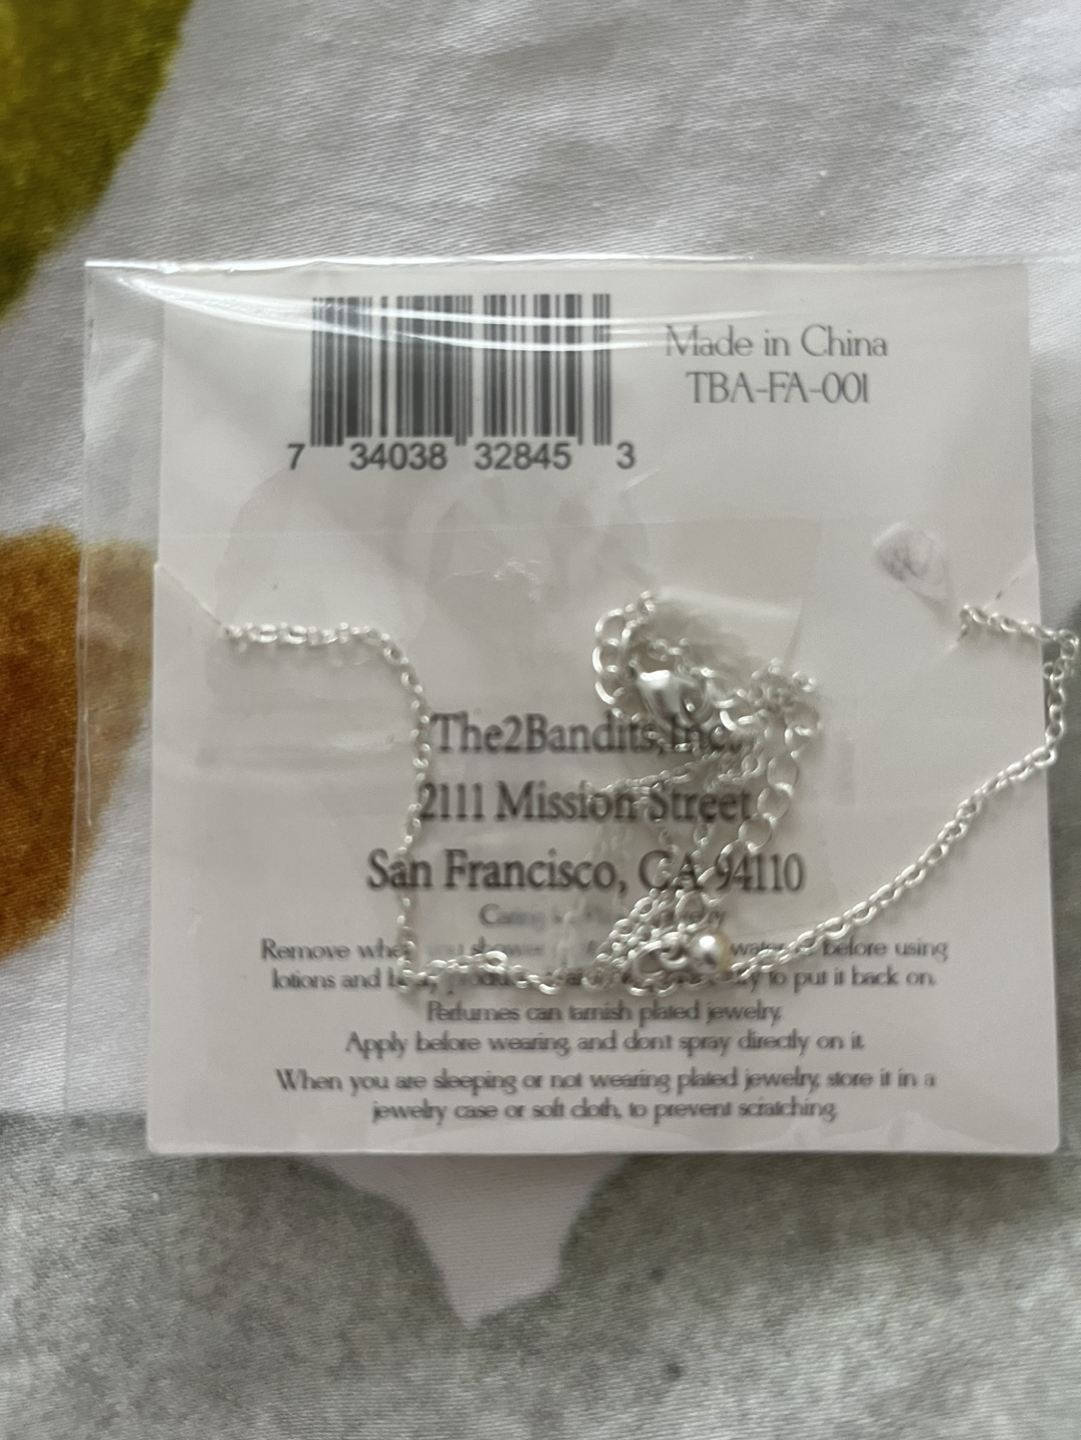 Made in China
TBA-FA-001
7 34038 32845 3
The2Bandits, Inc.
2111 Mission Street
San Francisco, CA 94110
Remove when you shower before using
lotions and to put it back on.
Perfumes can tarnish plated jewelry.
Apply before wearing, and dont spray directly on it.
When you are sleeping or not wearing plated jewelry, store it in a
jewelry case or soft cloth, to prevent scratching.